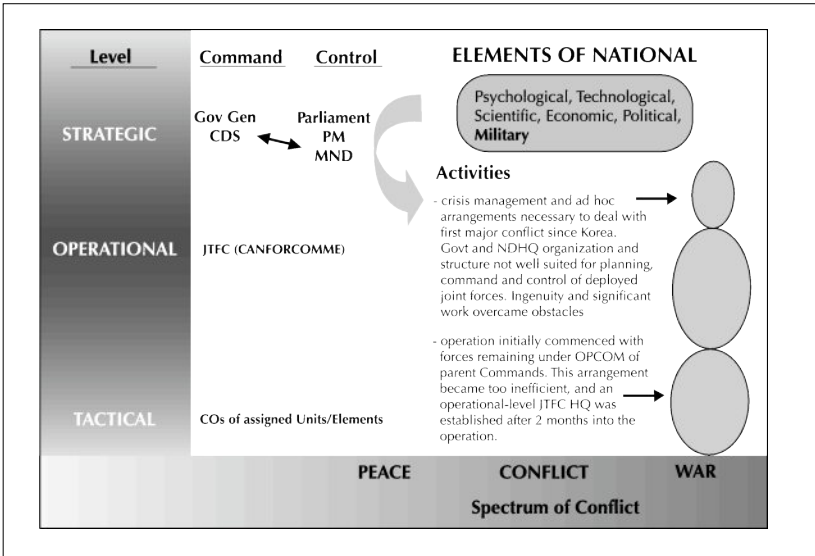 Level
Command
Control
ELEMENTS OF NATIONAL
Psychological, Technological,
Scientific, Economic, Political,
Military
STRATEGIC
Gov Gen
CDS
Parliament
PM
MND
Activities
- crisis management and ad hoc
arrangements necessary to deal with
first major conflict since Korea.
Govt and NDHQ organization and
structure not well suited for planning,
command and control of deployed
joint forces. Ingenuity and significant
work overcame obstacles
OPERATIONAL
JTFC (CANFORCOMME)
- operation initially commenced with
forces remaining under OPCOM of
parent Commands. This arrangement
became too inefficient, and an
operational-level JTFC HQ was
established after 2 months into the
operation.
TACTICAL
COs of assigned Units/Elements
PEACE
CONFLICT
WAR
Spectrum of Conflict